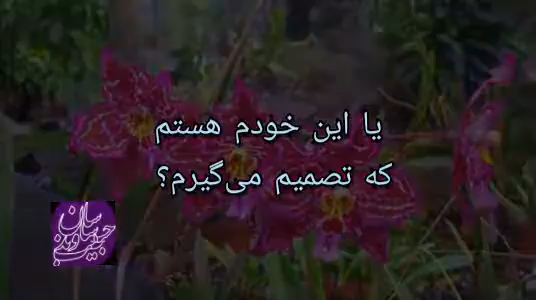 یا این خودم هستم
که تصمیم می‌گیرم؟